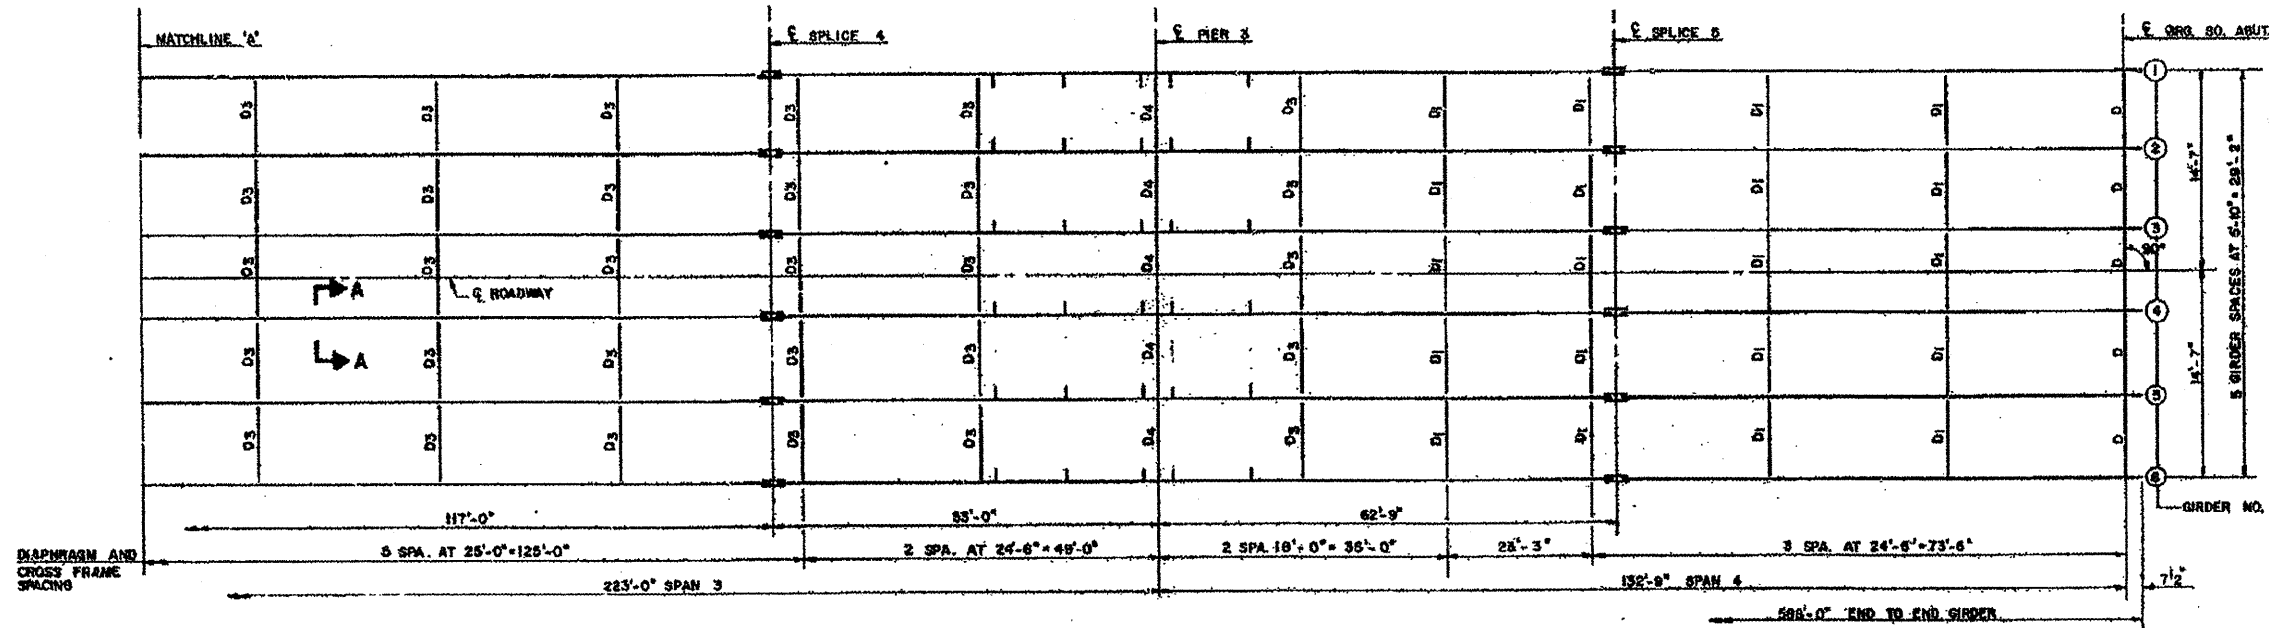 MATCHLINE 'A'
℄ SPLICE 4
℄ PIER 3
℄ SPLICE 5
℄ BRG. SO. ABUT.
D3 D3 D3 D3 D3 D4 D3 D1 D1 D1 D1 D
D3 D3 D3 D3 D3 D4 D3 D1 D1 D1 D1 D
D3 D3 D3 D3 D3 D4 D3 D1 D1 D1 D1 D
D3 D3 D3 D3 D3 D4 D3 D1 D1 D1 D1 D
D3 D3 D3 D3 D3 D4 D3 D1 D1 D1 D1 D
1
2
3
4
5
6
14'-7"
14'-7"
5 GIRDER SPACES AT 5'-10" = 29'-2"
90°
A
A
℄ ROADWAY
GIRDER NO.
117'-0"
53'-0"
62'-9"
DIAPHRAGM AND
CROSS FRAME
SPACING
5 SPA. AT 25'-0"=125'-0"
2 SPA. AT 24'-6" = 49'-0"
2 SPA. 18'-0" = 36'-0"
23'-3"
3 SPA. AT 24'-6"=73'-6"
223'-0" SPAN 3
132'-9" SPAN 4
7½"
END TO END GIRDER